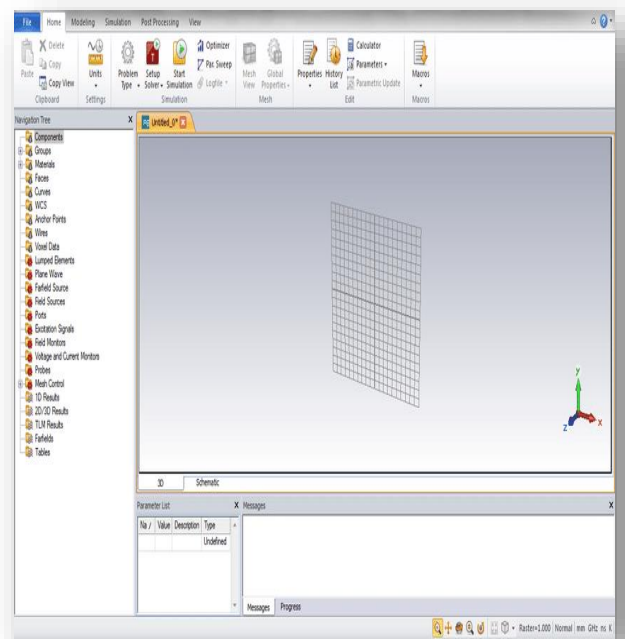 File Home Modeling Simulation Post Processing View
Delete Optimizer Calculator
Copy Par. Sweep Parameters
Paste Copy View Units Problem Type Setup Solver Start Simulation Logfile Mesh View Global Properties Properties History List Parametric Update Macros
Clipboard Settings Simulation Mesh Edit Macros
Navigation Tree X Untitled_0*
Components
Groups
Materials
Faces
Curves
WCS
Anchor Points
Wires
Voxel Data
Lumped Elements
Plane Wave
Farfield Source
Field Sources
Ports
Excitation Signals
Field Monitors
Voltage and Current Monitors
Probes
Mesh Control
1D Results
2D/3D Results
TLM Results
Farfields
Tables
y
z x
3D Schematic
Parameter List X Messages X
Na / Value Description Type
Undefined
Messages Progress
Raster=1.000 Normal mm GHz ns K